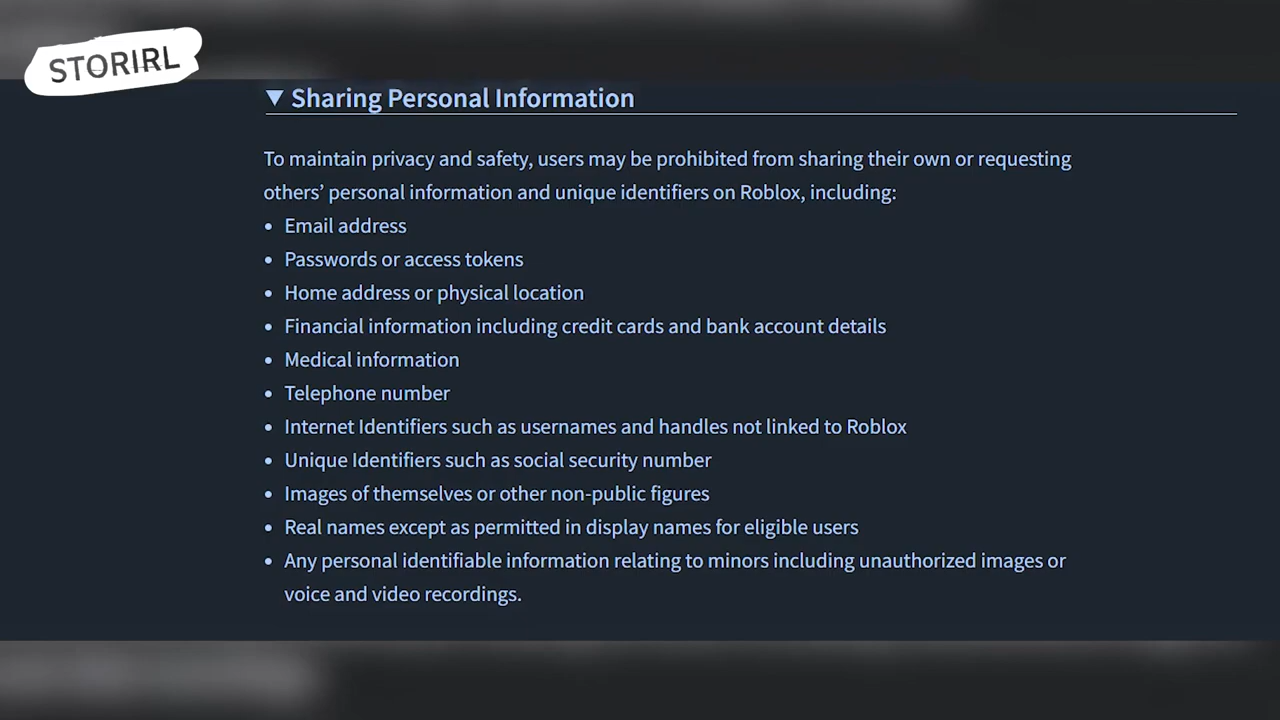 STORIRL
Sharing Personal Information
To maintain privacy and safety, users may be prohibited from sharing their own or requesting
others’ personal information and unique identifiers on Roblox, including:
• Email address
• Passwords or access tokens
• Home address or physical location
• Financial information including credit cards and bank account details
• Medical information
• Telephone number
• Internet Identifiers such as usernames and handles not linked to Roblox
• Unique Identifiers such as social security number
• Images of themselves or other non-public figures
• Real names except as permitted in display names for eligible users
• Any personal identifiable information relating to minors including unauthorized images or
voice and video recordings.